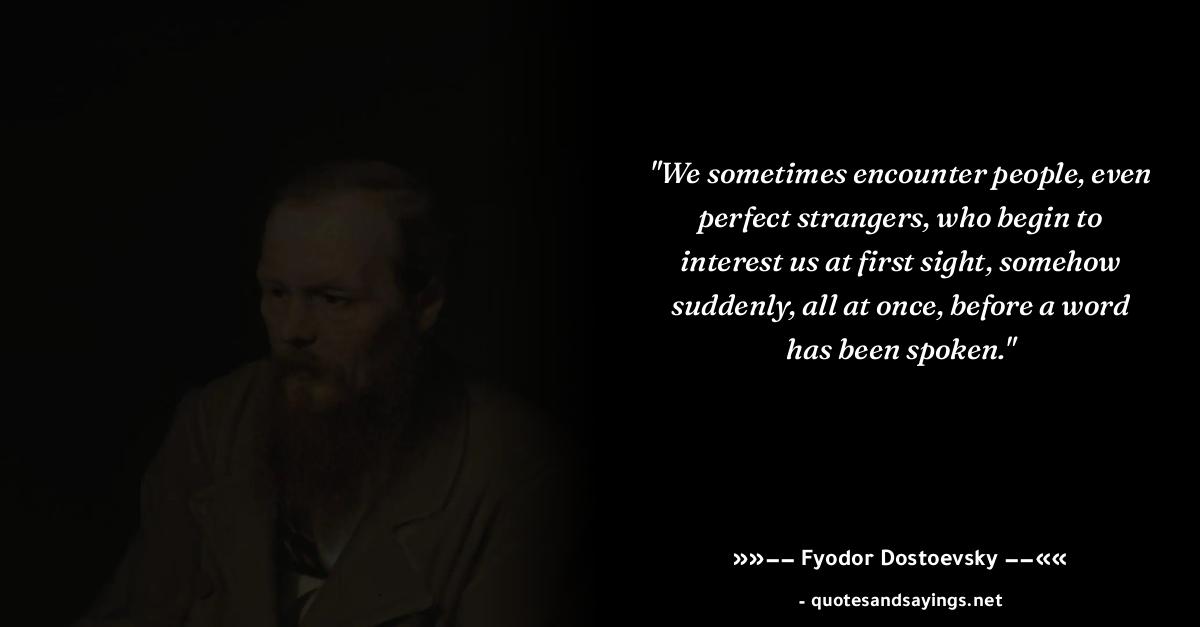 "We sometimes encounter people, even
perfect strangers, who begin to
interest us at first sight, somehow
suddenly, all at once, before a word
has been spoken."
»»–– Fyodor Dostoevsky ––««
- quotesandsayings.net